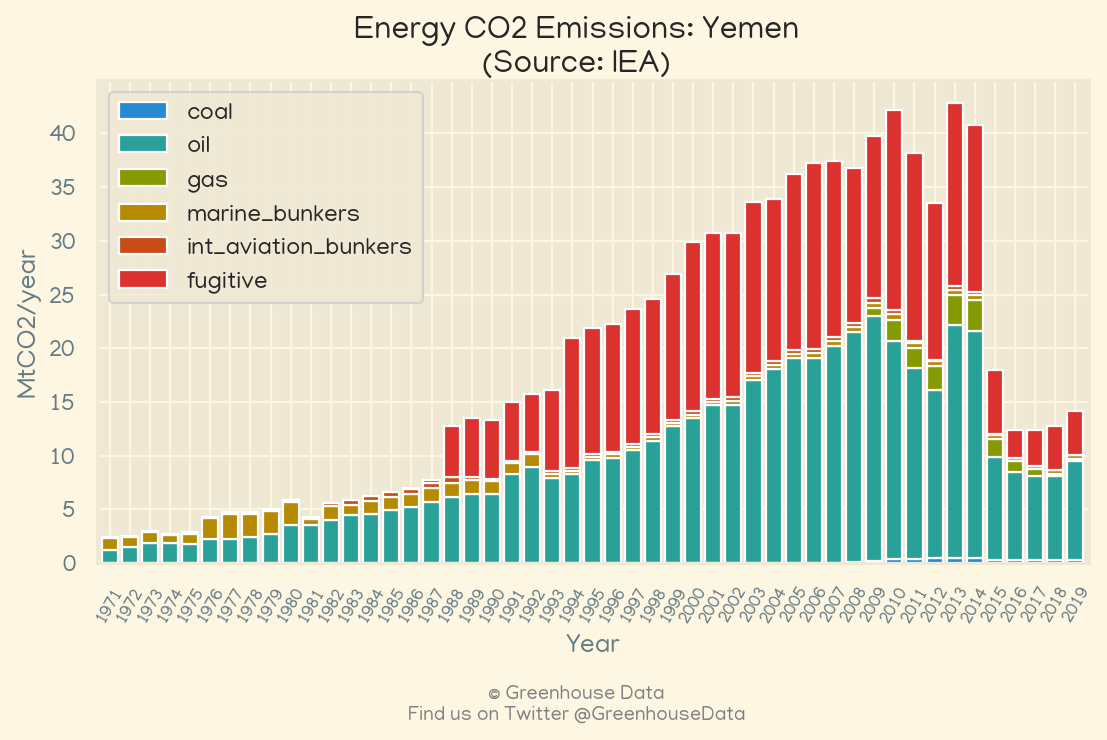 Energy CO2 Emissions: Yemen
(Source: IEA)
coal
oil
gas
marine_bunkers
int_aviation_bunkers
fugitive
MtCO2/year
40
35
30
25
20
15
10
5
0
1971 1972 1973 1974 1975 1976 1977 1978 1979 1980 1981 1982 1983 1984 1985 1986 1987 1988 1989 1990 1991 1992 1993 1994 1995 1996 1997 1998 1999 2000 2001 2002 2003 2004 2005 2006 2007 2008 2009 2010 2011 2012 2013 2014 2015 2016 2017 2018 2019
Year
© Greenhouse Data
Find us on Twitter @GreenhouseData